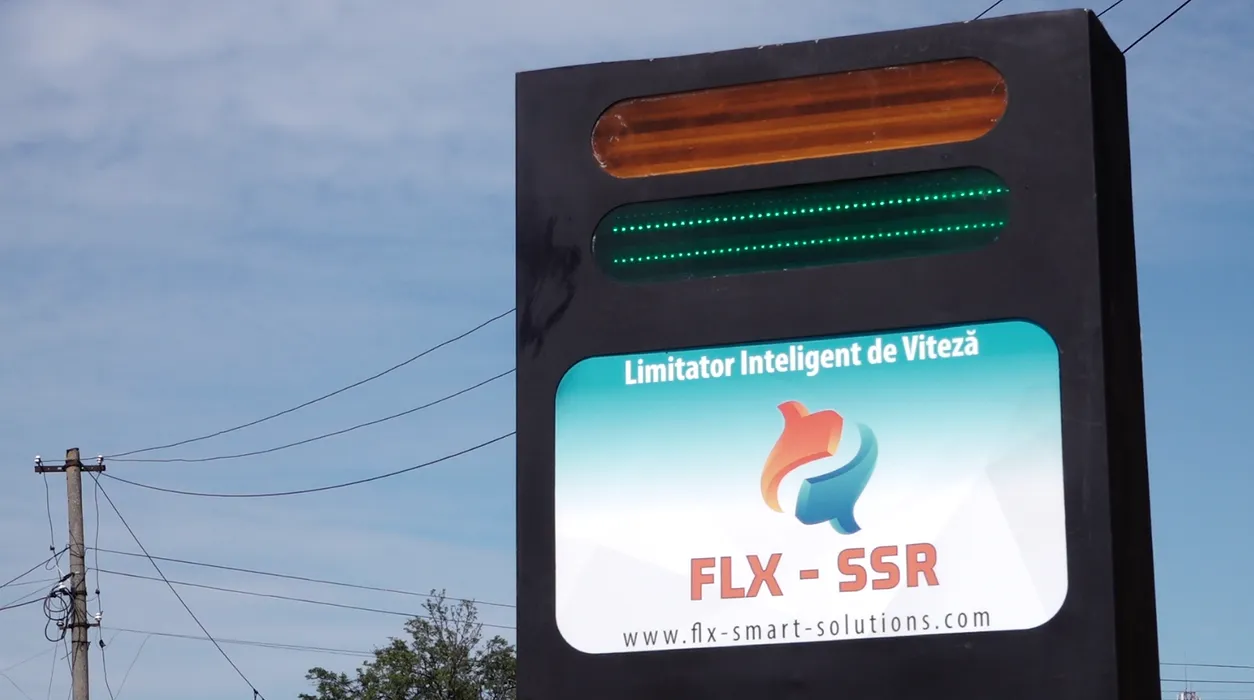 Limitator Inteligent de Viteză
FLX - SSR
www.flx-smart-solutions.com